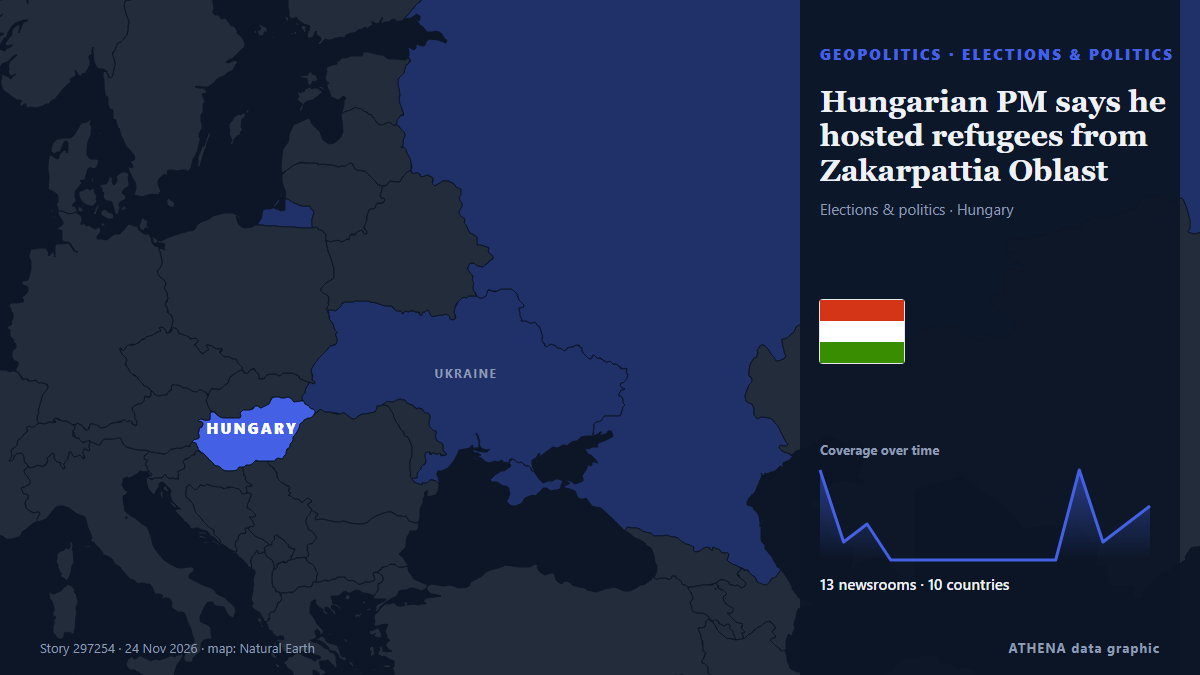 GEOPOLITICS · ELECTIONS & POLITICS
Hungarian PM says he
hosted refugees from
Zakarpattia Oblast
Elections & politics · Hungary
UKRAINE
HUNGARY
Coverage over time
13 newsrooms · 10 countries
Story 297254 · 24 Nov 2026 · map: Natural Earth
ATHENA data graphic